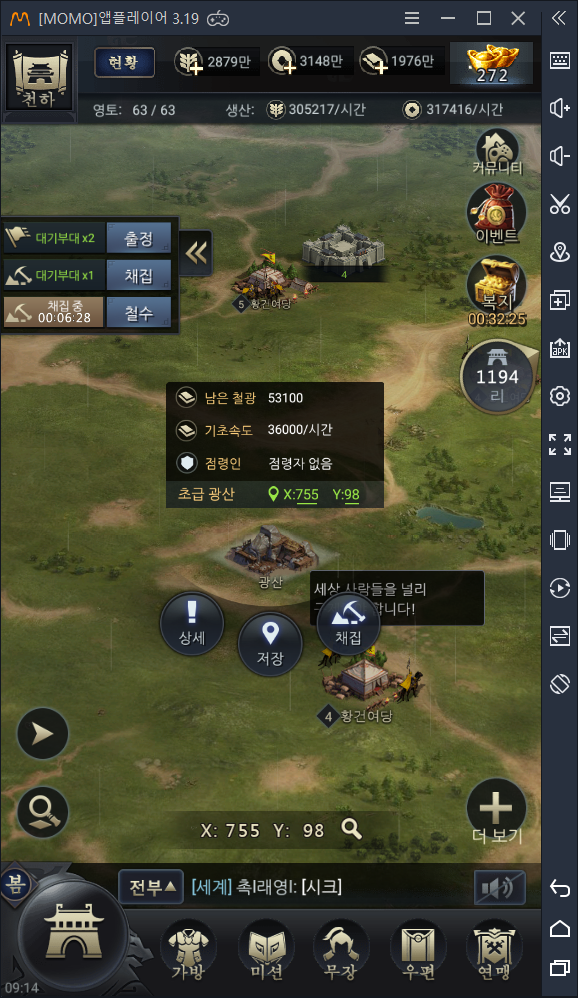 [MOMO]앱플레이어 3.19
천하
현황
2879만
3148만
1976만
272
영토: 63 / 63
생산:
305217/시간
317416/시간
커뮤니티
대기부대 x2
출정
이벤트
대기부대 x1
채집
4
5 황건여당
채집 중
00:06:28
철수
복지
00:32:25
1194
리
APK
남은 철광 53100
기초속도 36000/시간
점령인 점령자 없음
초급 광산 X:755 Y:98
광산
세상 사람들을 널리
니다!
상세
저장
채집
4 황건여당
X: 755 Y: 98
더 보기
봄
전부
[세계] 촉l래영l: [시크]
가방
미션
무장
우편
연맹
09:14